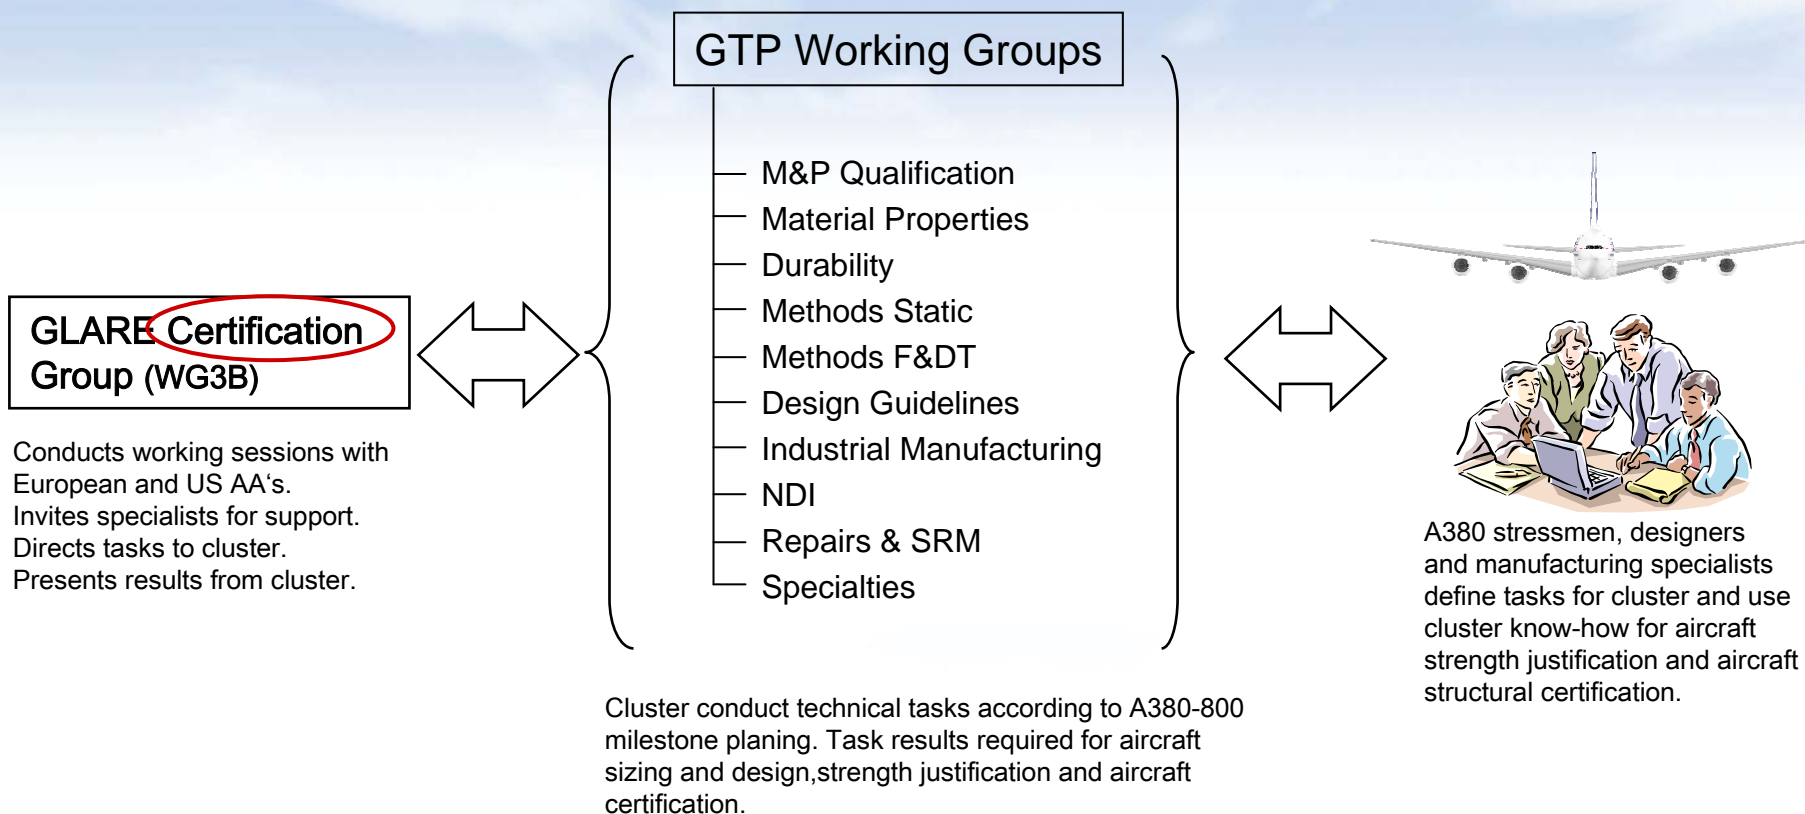 GTP Working Groups
M&P Qualification
Material Properties
Durability
Methods Static
Methods F&DT
Design Guidelines
Industrial Manufacturing
NDI
Repairs & SRM
Specialties
GLARE Certification
Group (WG3B)
Conducts working sessions with
European and US AA‘s.
Invites specialists for support.
Directs tasks to cluster.
Presents results from cluster.
Cluster conduct technical tasks according to A380-800
milestone planing. Task results required for aircraft
sizing and design,strength justification and aircraft
certification.
A380 stressmen, designers
and manufacturing specialists
define tasks for cluster and use
cluster know-how for aircraft
strength justification and aircraft
structural certification.